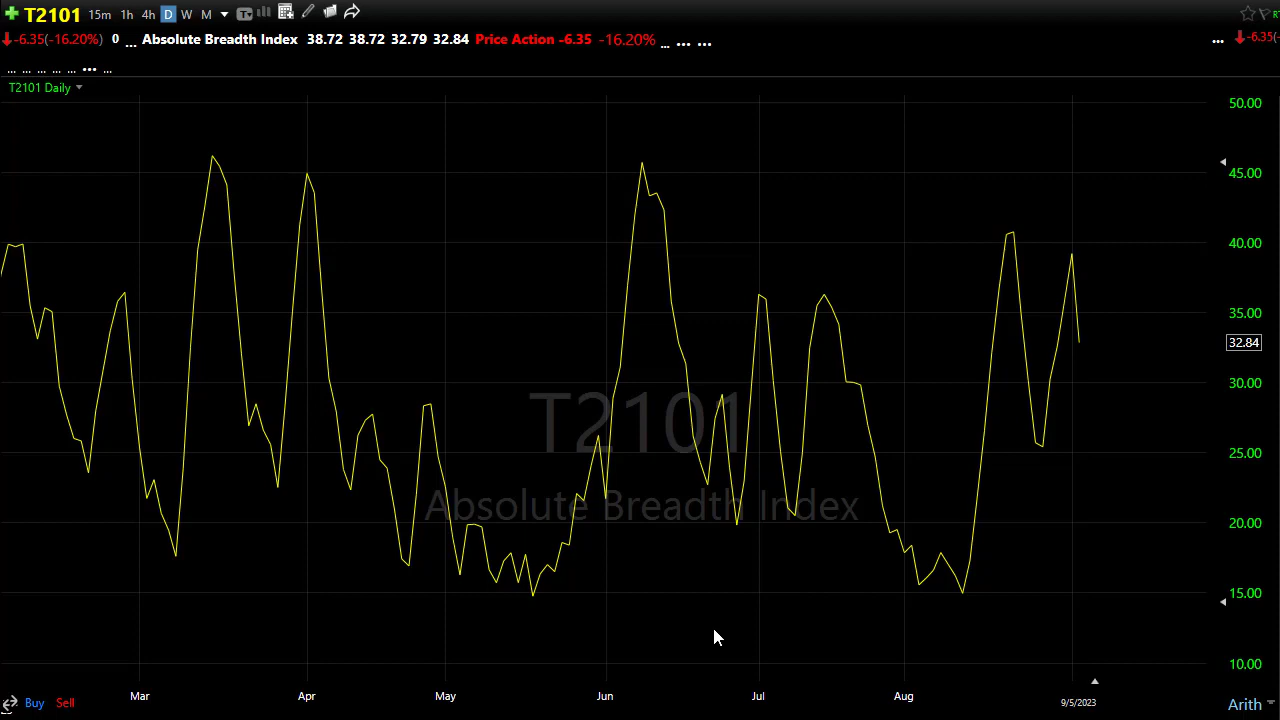 T2101 15m 1h 4h D W M
-6.35(-16.20%) 0 ... Absolute Breadth Index 38.72 38.72 32.79 32.84 Price Action -6.35 -16.20% ... ... ... ... -6.35(-
... ... ... ... ... ... ...
T2101 Daily
50.00
45.00
40.00
35.00
32.84
30.00
25.00
20.00
15.00
10.00
T2101
Absolute Breadth Index
Mar Apr May Jun Jul Aug 9/5/2023
Buy Sell Arith